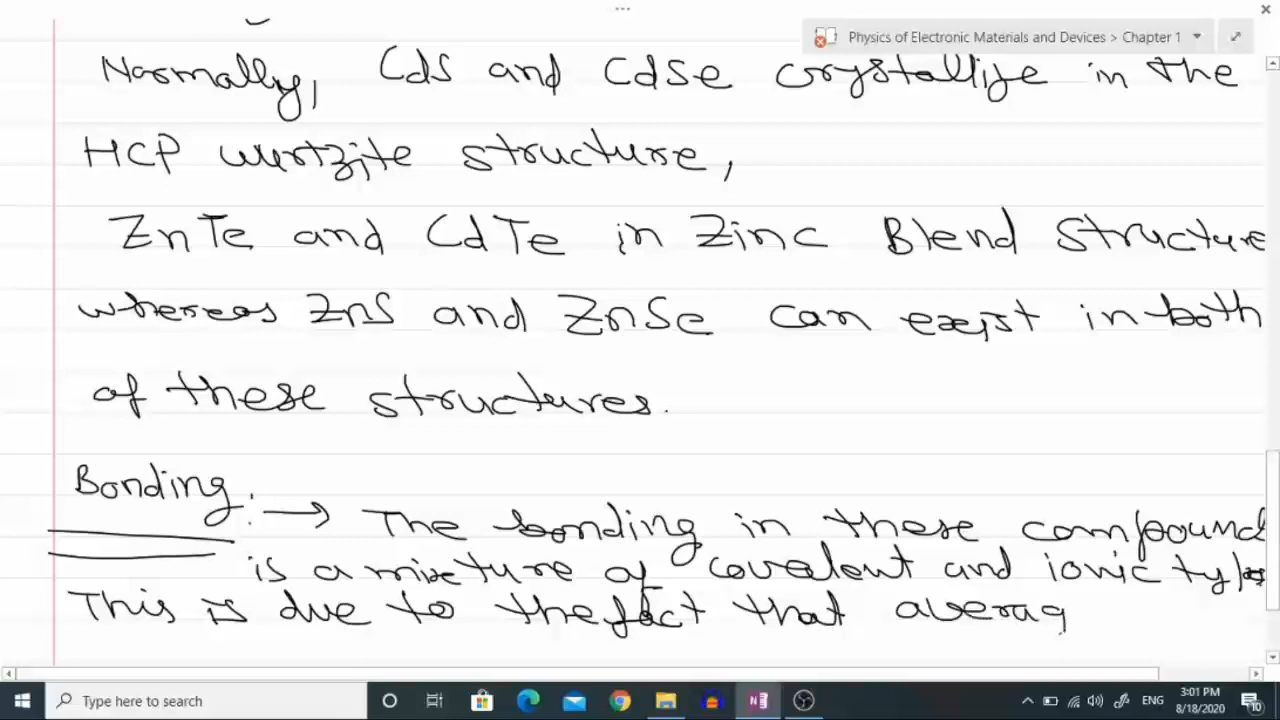 Physics of Electronic Materials and Devices > Chapter 1
Normally, CdS and CdSe crystallize in the
HCP wurtzite structure,
ZnTe and CdTe in Zinc Blend Structure
whereas ZnS and ZnSe can exist in both
of these structures.
Bonding :→ The bonding in these compound
is a mixture of covalent and ionic type
This is due to the fact that averag
Type here to search
ENG
3:01 PM
8/18/2020
10